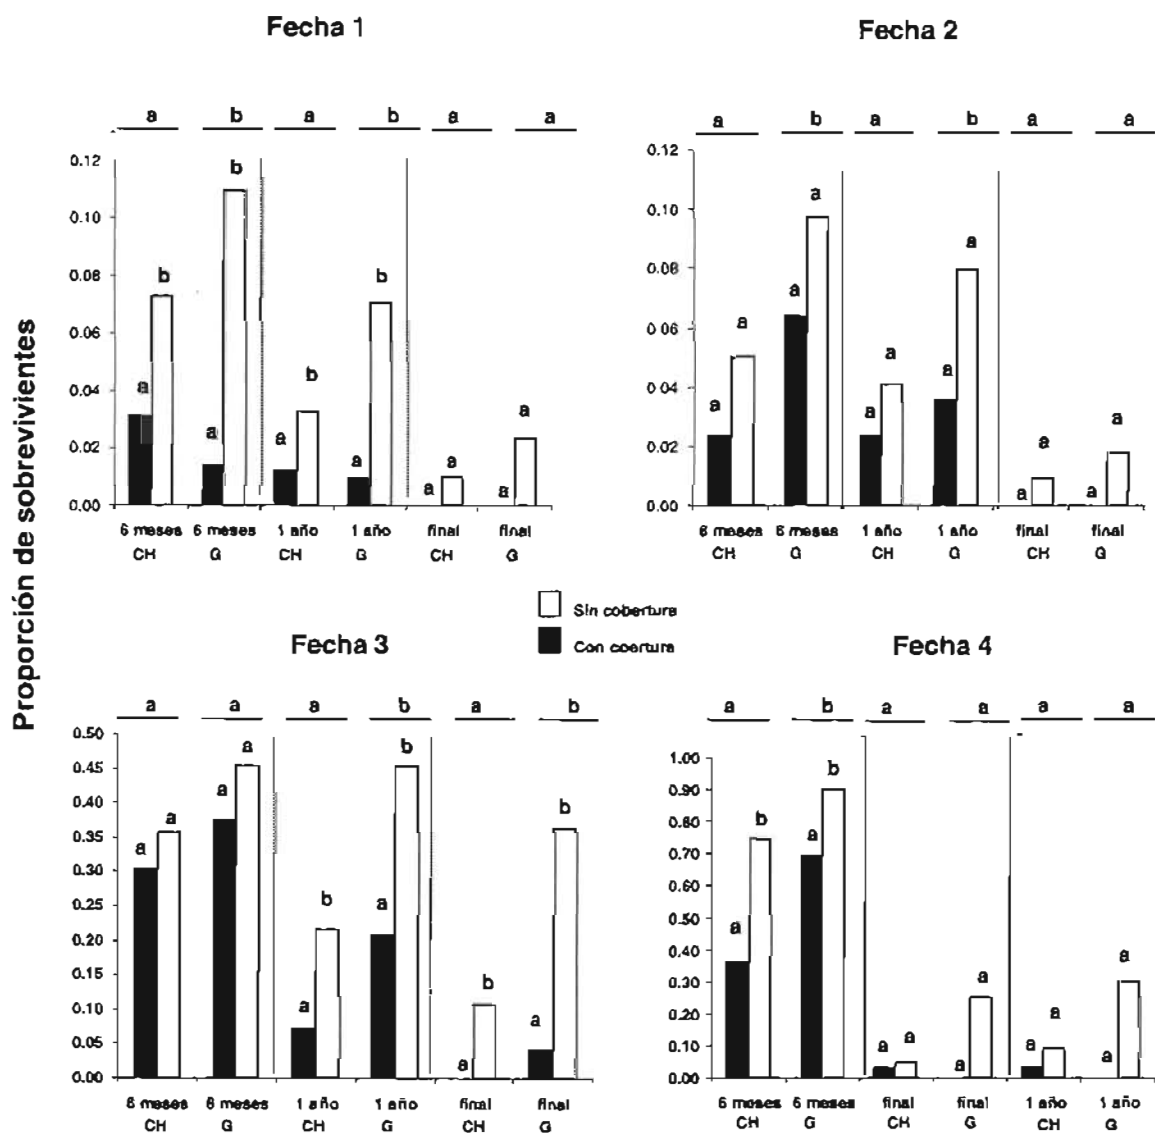 Fecha 1
a b a b a a
0.12
0.10
0.08
0.06
0.04
0.02
0.00
a b a b a b a b a a a a
6 meses 6 meses 1 año 1 año final final
CH G CH G CH G
Fecha 2
a b a b a a
0.12
0.10
0.08
0.06
0.04
0.02
0.00
a a a a a a a a a a a a
6 meses 6 meses 1 año 1 año final final
CH G CH G CH G
Proporción de sobrevivientes
Sin cobertura
Con coertura
Fecha 3
a a a b a b
0.50
0.45
0.40
0.35
0.30
0.25
0.20
0.15
0.10
0.05
0.00
a a a a a b a b a b a b
6 meses 6 meses 1 año 1 año final final
CH G CH G CH G
Fecha 4
a b a a a a
1.00
0.90
0.80
0.70
0.60
0.50
0.40
0.30
0.20
0.10
0.00
a b a b a a a a a a a a
6 meses 6 meses final final 1 año 1 año
CH G CH G CH G